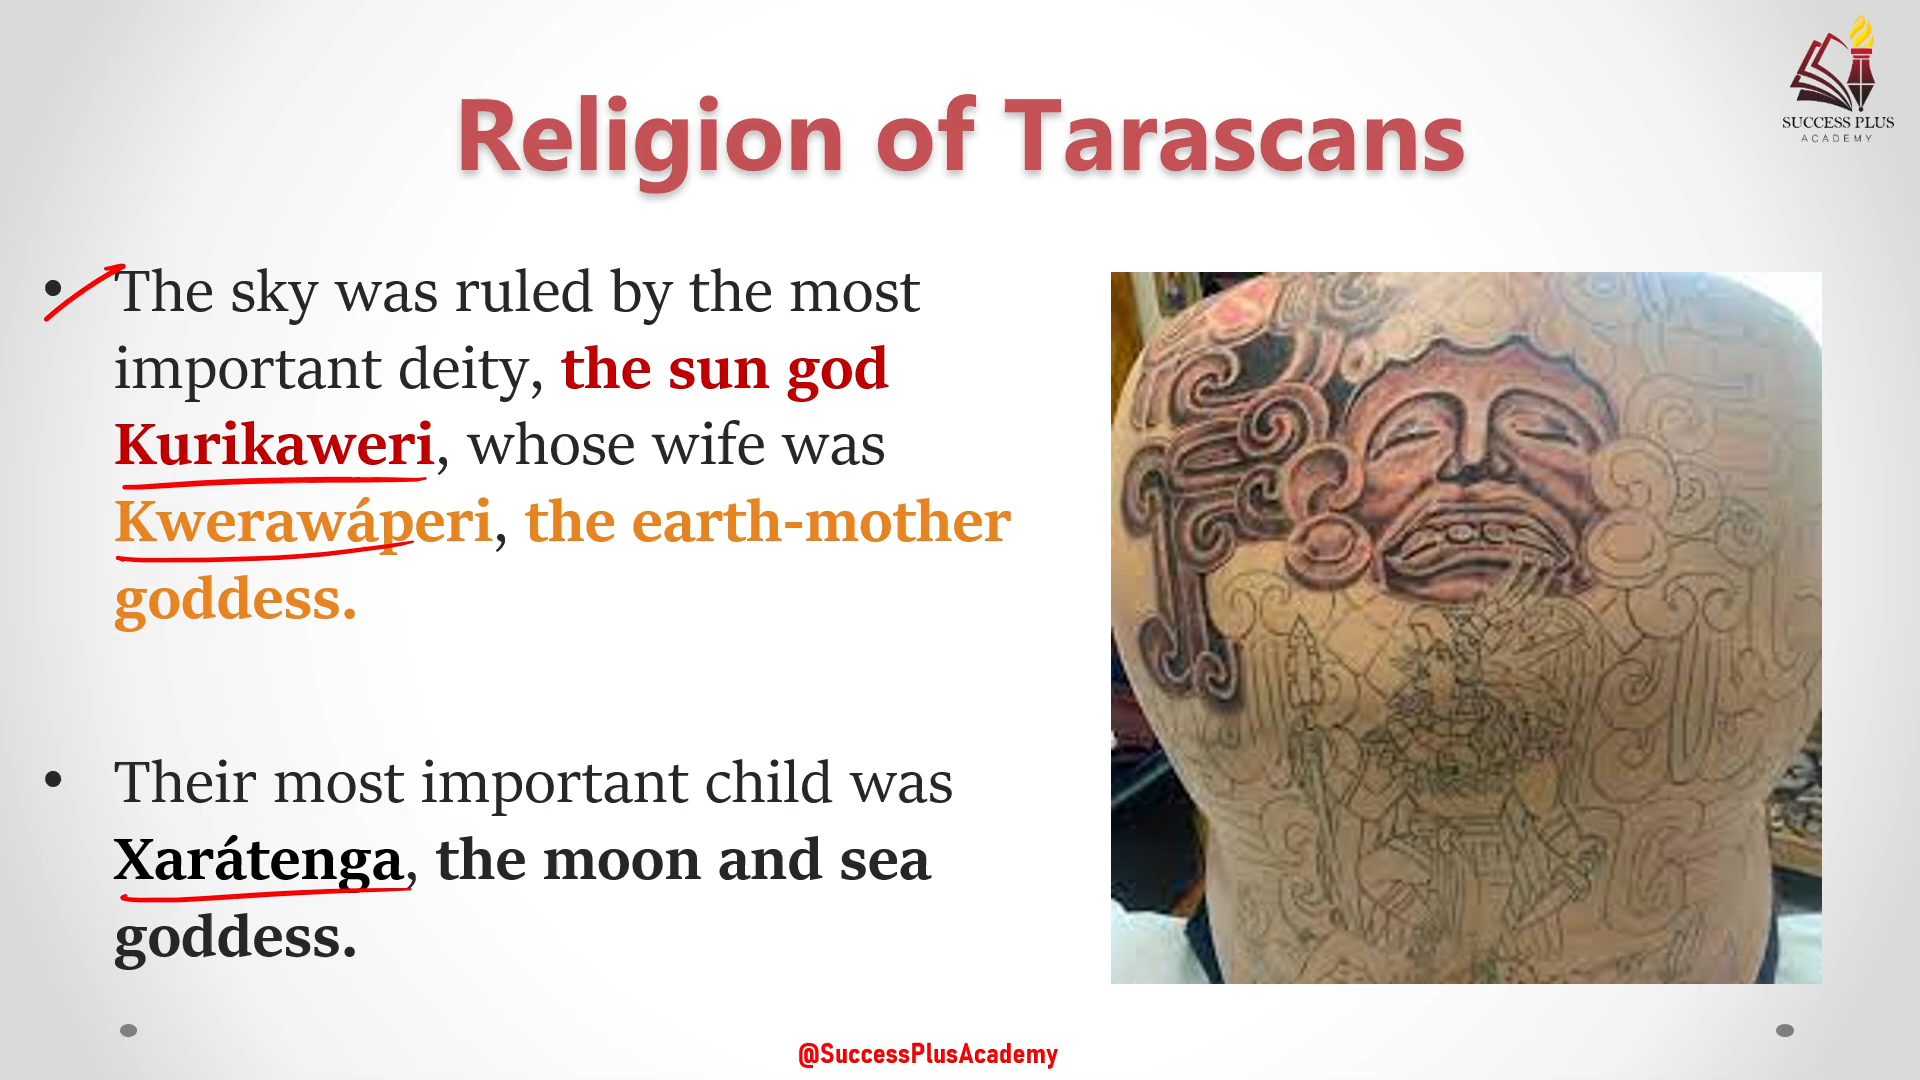 SUCCESS PLUS
ACADEMY
Religion of Tarascans
• The sky was ruled by the most
important deity, the sun god
Kurikaweri, whose wife was
Kwerawáperi, the earth-mother
goddess.
• Their most important child was
Xarátenga, the moon and sea
goddess.
@SuccessPlusAcademy